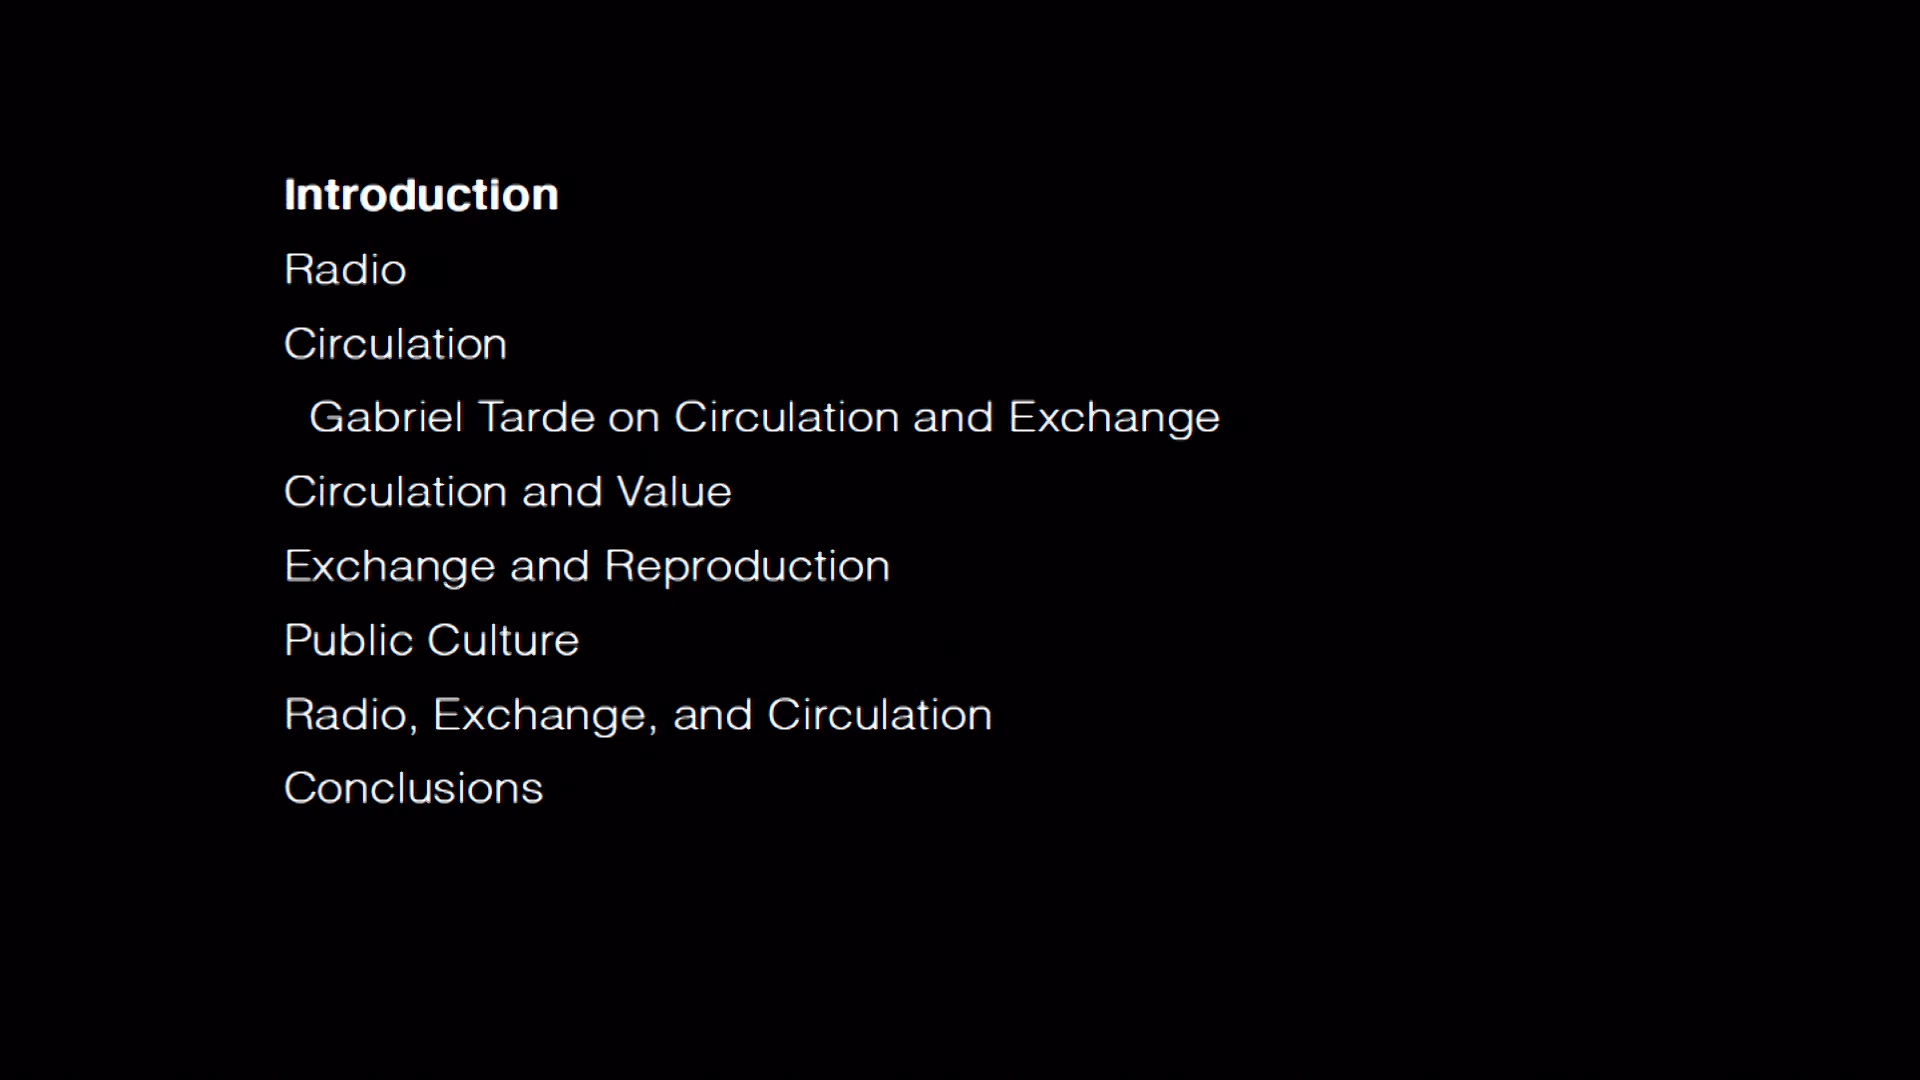 Introduction
Radio
Circulation
Gabriel Tarde on Circulation and Exchange
Circulation and Value
Exchange and Reproduction
Public Culture
Radio, Exchange, and Circulation
Conclusions